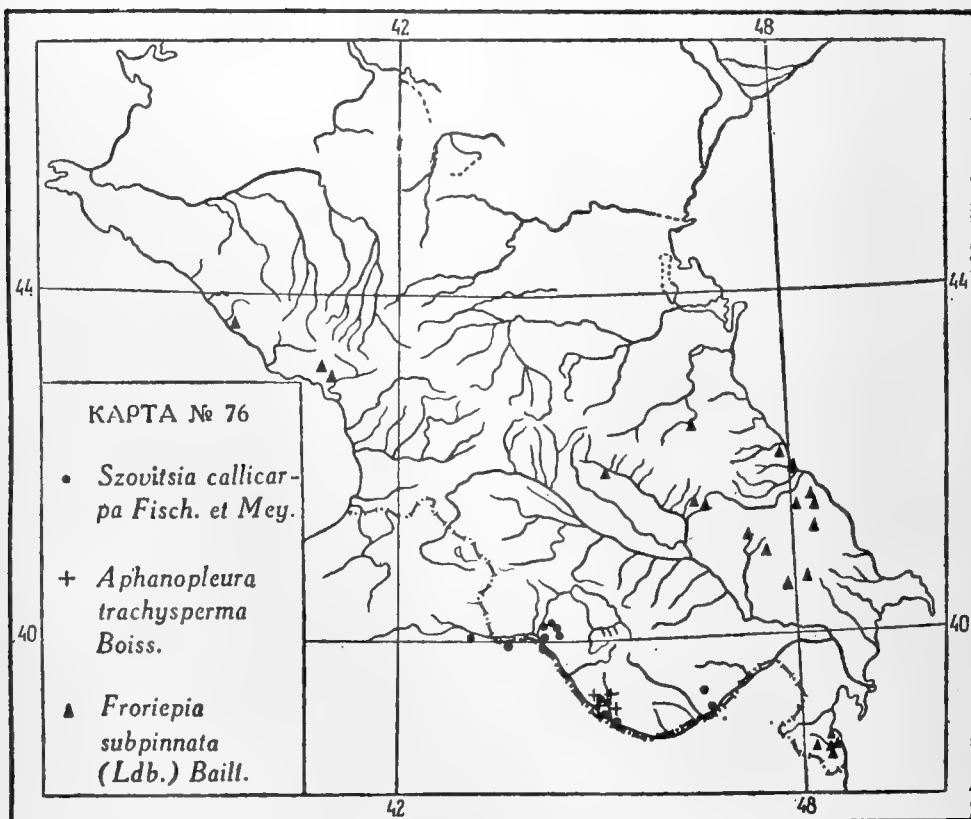 42 48
44 44
КАРТА № 76
• Szovitsia callicar-
pa Fisch. et Mey.
+ Aphanopleura
trachysperma
Boiss.
▲ Froriepia
subpinnata
(Ldb.) Baill.
40 40
42 48